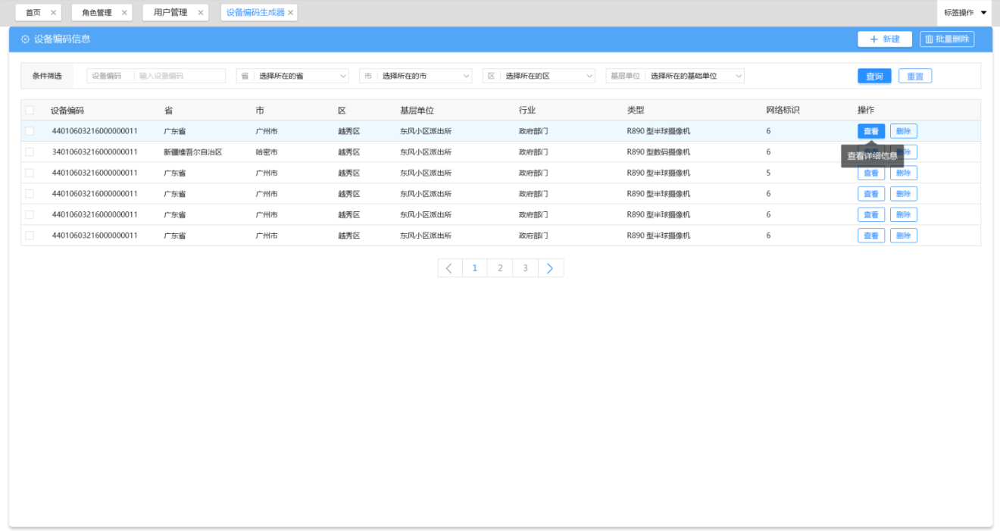 首页 × 角色管理 × 用户管理 × 设备编码生成器 × 标签操作
设备编码信息 + 新建 批量删除
条件筛选 设备编码 输入设备编码 省 选择所在的省 市 选择所在的市 区 选择所在的区 基层单位 选择所在的基础单位 查询 重置
设备编码 省 市 区 基层单位 行业 类型 网络标识 操作
44010603216000000011 广东省 广州市 越秀区 东风小区派出所 政府部门 R890 型半球摄像机 6 查看 删除
34010603216000000011 新疆维吾尔自治区 哈密市 越秀区 东风小区派出所 政府部门 R890 型数码摄像机 6
查看详细信息
44010603216000000011 广东省 广州市 越秀区 东风小区派出所 政府部门 R890 型半球摄像机 5 查看 删除
44010603216000000011 广东省 广州市 越秀区 东风小区派出所 政府部门 R890 型半球摄像机 6 查看 删除
44010603216000000011 广东省 广州市 越秀区 东风小区派出所 政府部门 R890 型半球摄像机 6 查看 删除
44010603216000000011 广东省 广州市 越秀区 东风小区派出所 政府部门 R890 型半球摄像机 6 查看 删除
1 2 3